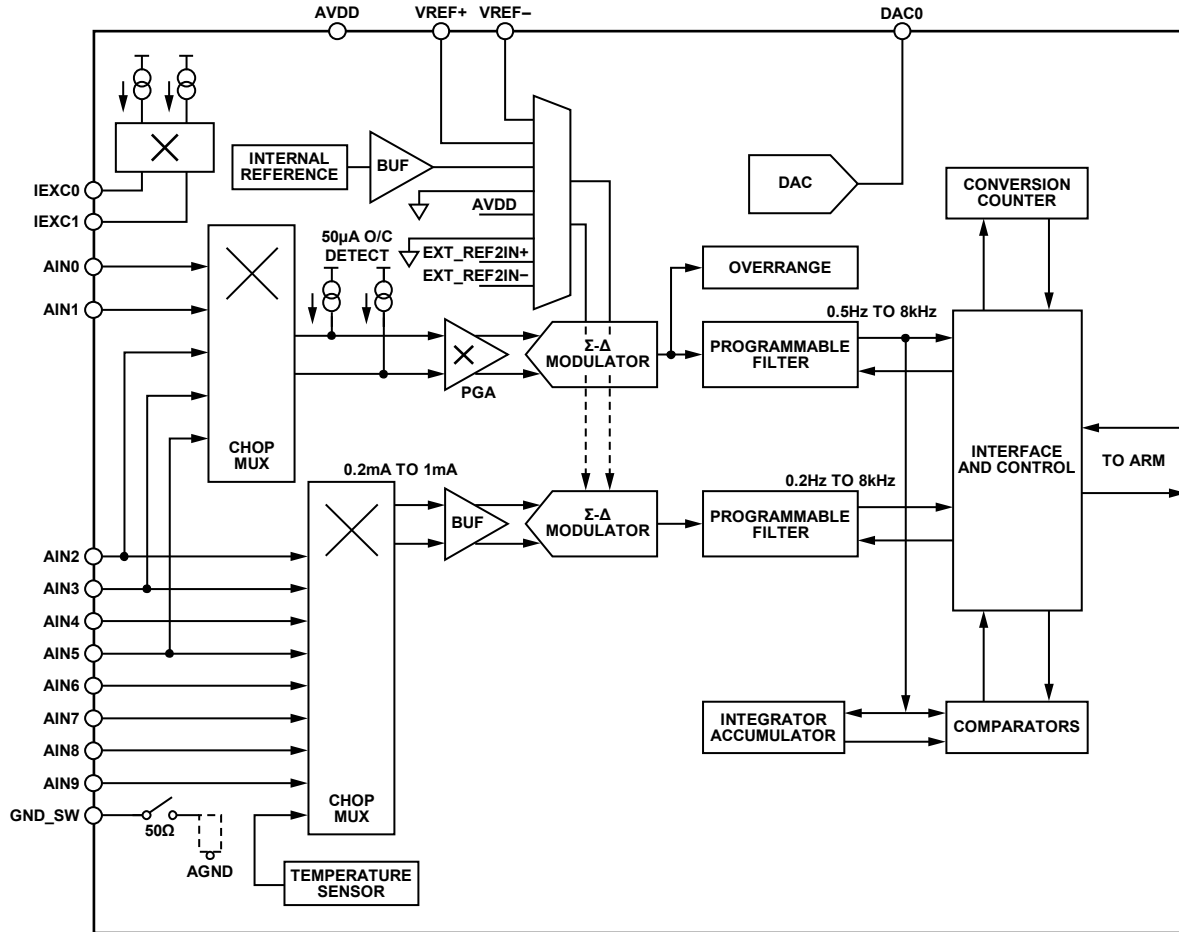 AVDD
VREF+
VREF–
DAC0
INTERNAL
REFERENCE
BUF
DAC
CONVERSION
COUNTER
IEXC0
IEXC1
AVDD
50µA O/C
DETECT
EXT_REF2IN+
EXT_REF2IN–
AIN0
AIN1
OVERRANGE
0.5Hz TO 8kHz
Σ-Δ
MODULATOR
PROGRAMMABLE
FILTER
PGA
CHOP
MUX
INTERFACE
AND CONTROL
TO ARM
0.2mA TO 1mA
0.2Hz TO 8kHz
BUF
Σ-Δ
MODULATOR
PROGRAMMABLE
FILTER
AIN2
AIN3
AIN4
AIN5
AIN6
AIN7
AIN8
AIN9
GND_SW
INTEGRATOR
ACCUMULATOR
COMPARATORS
CHOP
MUX
50Ω
AGND
TEMPERATURE
SENSOR